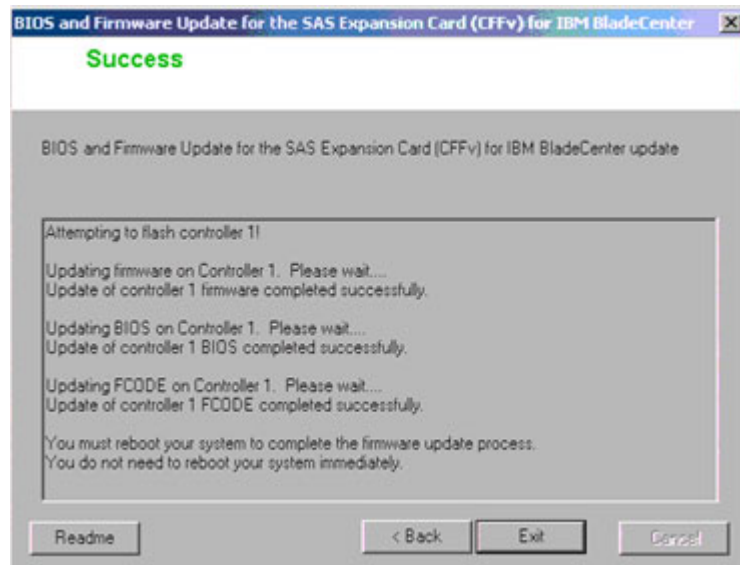 BIOS and Firmware Update for the SAS Expansion Card (CFFv) for IBM BladeCenter
Success
BIOS and Firmware Update for the SAS Expansion Card (CFFv) for IBM BladeCenter update
Attempting to flash controller 1!
Updating firmware on Controller 1. Please wait....
Update of controller 1 firmware completed successfully.
Updating BIOS on Controller 1. Please wait....
Update of controller 1 BIOS completed successfully.
Updating FCODE on Controller 1. Please wait....
Update of controller 1 FCODE completed successfully.
You must reboot your system to complete the firmware update process.
You do not need to reboot your system immediately.
Readme
< Back
Exit
Cancel